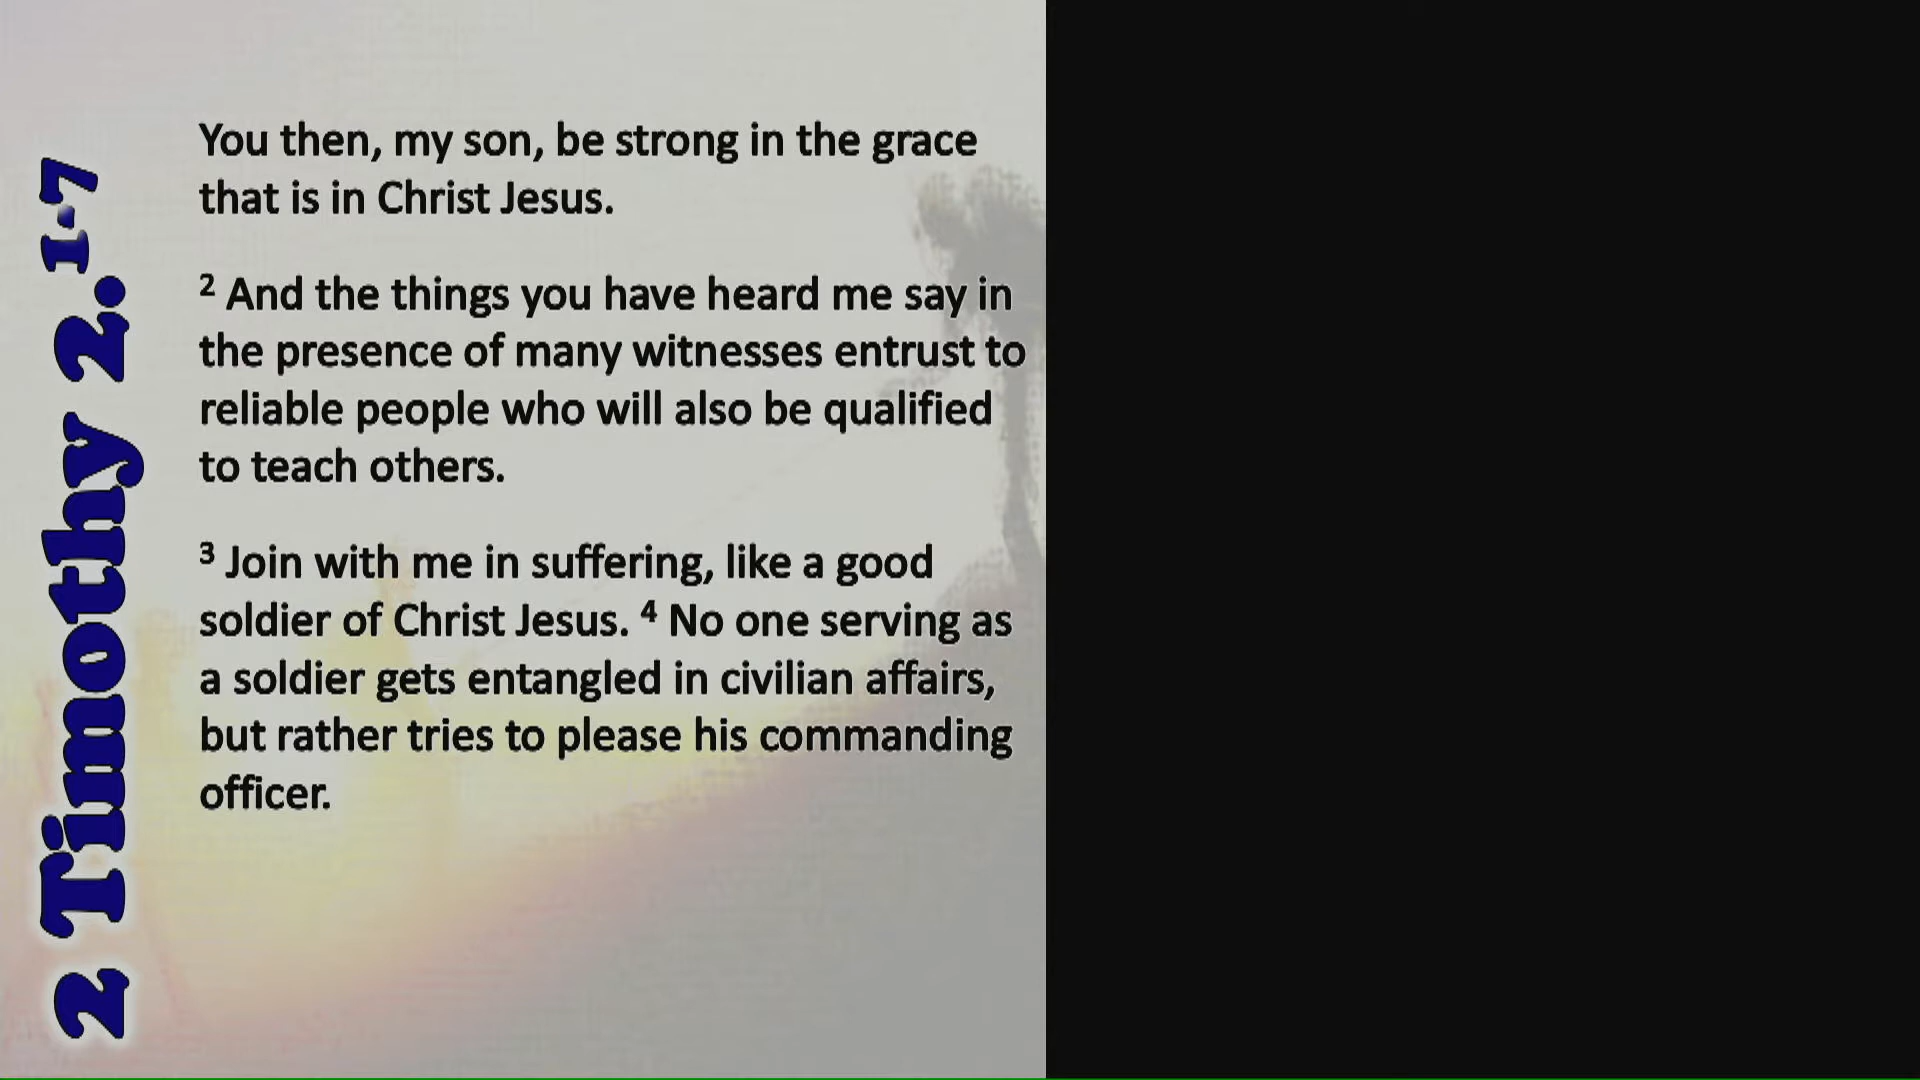 2 Timothy 2.1-7
You then, my son, be strong in the grace
that is in Christ Jesus.
2 And the things you have heard me say in
the presence of many witnesses entrust to
reliable people who will also be qualified
to teach others.
3 Join with me in suffering, like a good
soldier of Christ Jesus. 4 No one serving as
a soldier gets entangled in civilian affairs,
but rather tries to please his commanding
officer.